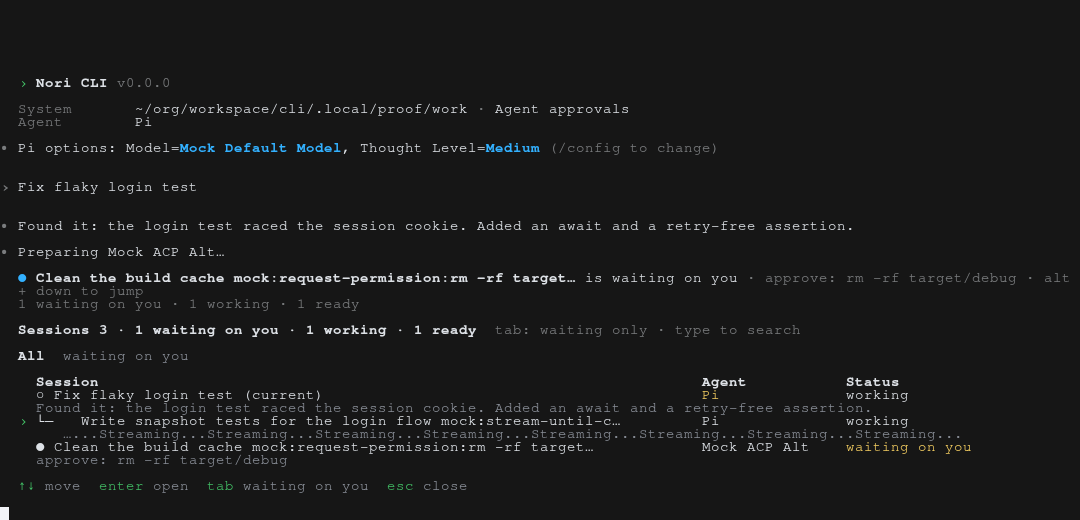 › Nori CLI v0.0.0
System ~/org/workspace/cli/.local/proof/work · Agent approvals
Agent Pi
• Pi options: Model=Mock Default Model, Thought Level=Medium (/config to change)
› Fix flaky login test
• Found it: the login test raced the session cookie. Added an await and a retry-free assertion.
• Preparing Mock ACP Alt…
● Clean the build cache mock:request-permission:rm -rf target… is waiting on you · approve: rm -rf target/debug · alt
+ down to jump
1 waiting on you · 1 working · 1 ready
Sessions 3 · 1 waiting on you · 1 working · 1 ready tab: waiting only · type to search
All waiting on you
Session Agent Status
○ Fix flaky login test (current) Pi working
Found it: the login test raced the session cookie. Added an await and a retry-free assertion.
› └─ Write snapshot tests for the login flow mock:stream-until-c… Pi working
…...Streaming...Streaming...Streaming...Streaming...Streaming...Streaming...Streaming...Streaming...
● Clean the build cache mock:request-permission:rm -rf target… Mock ACP Alt waiting on you
approve: rm -rf target/debug
↑↓ move enter open tab waiting on you esc close